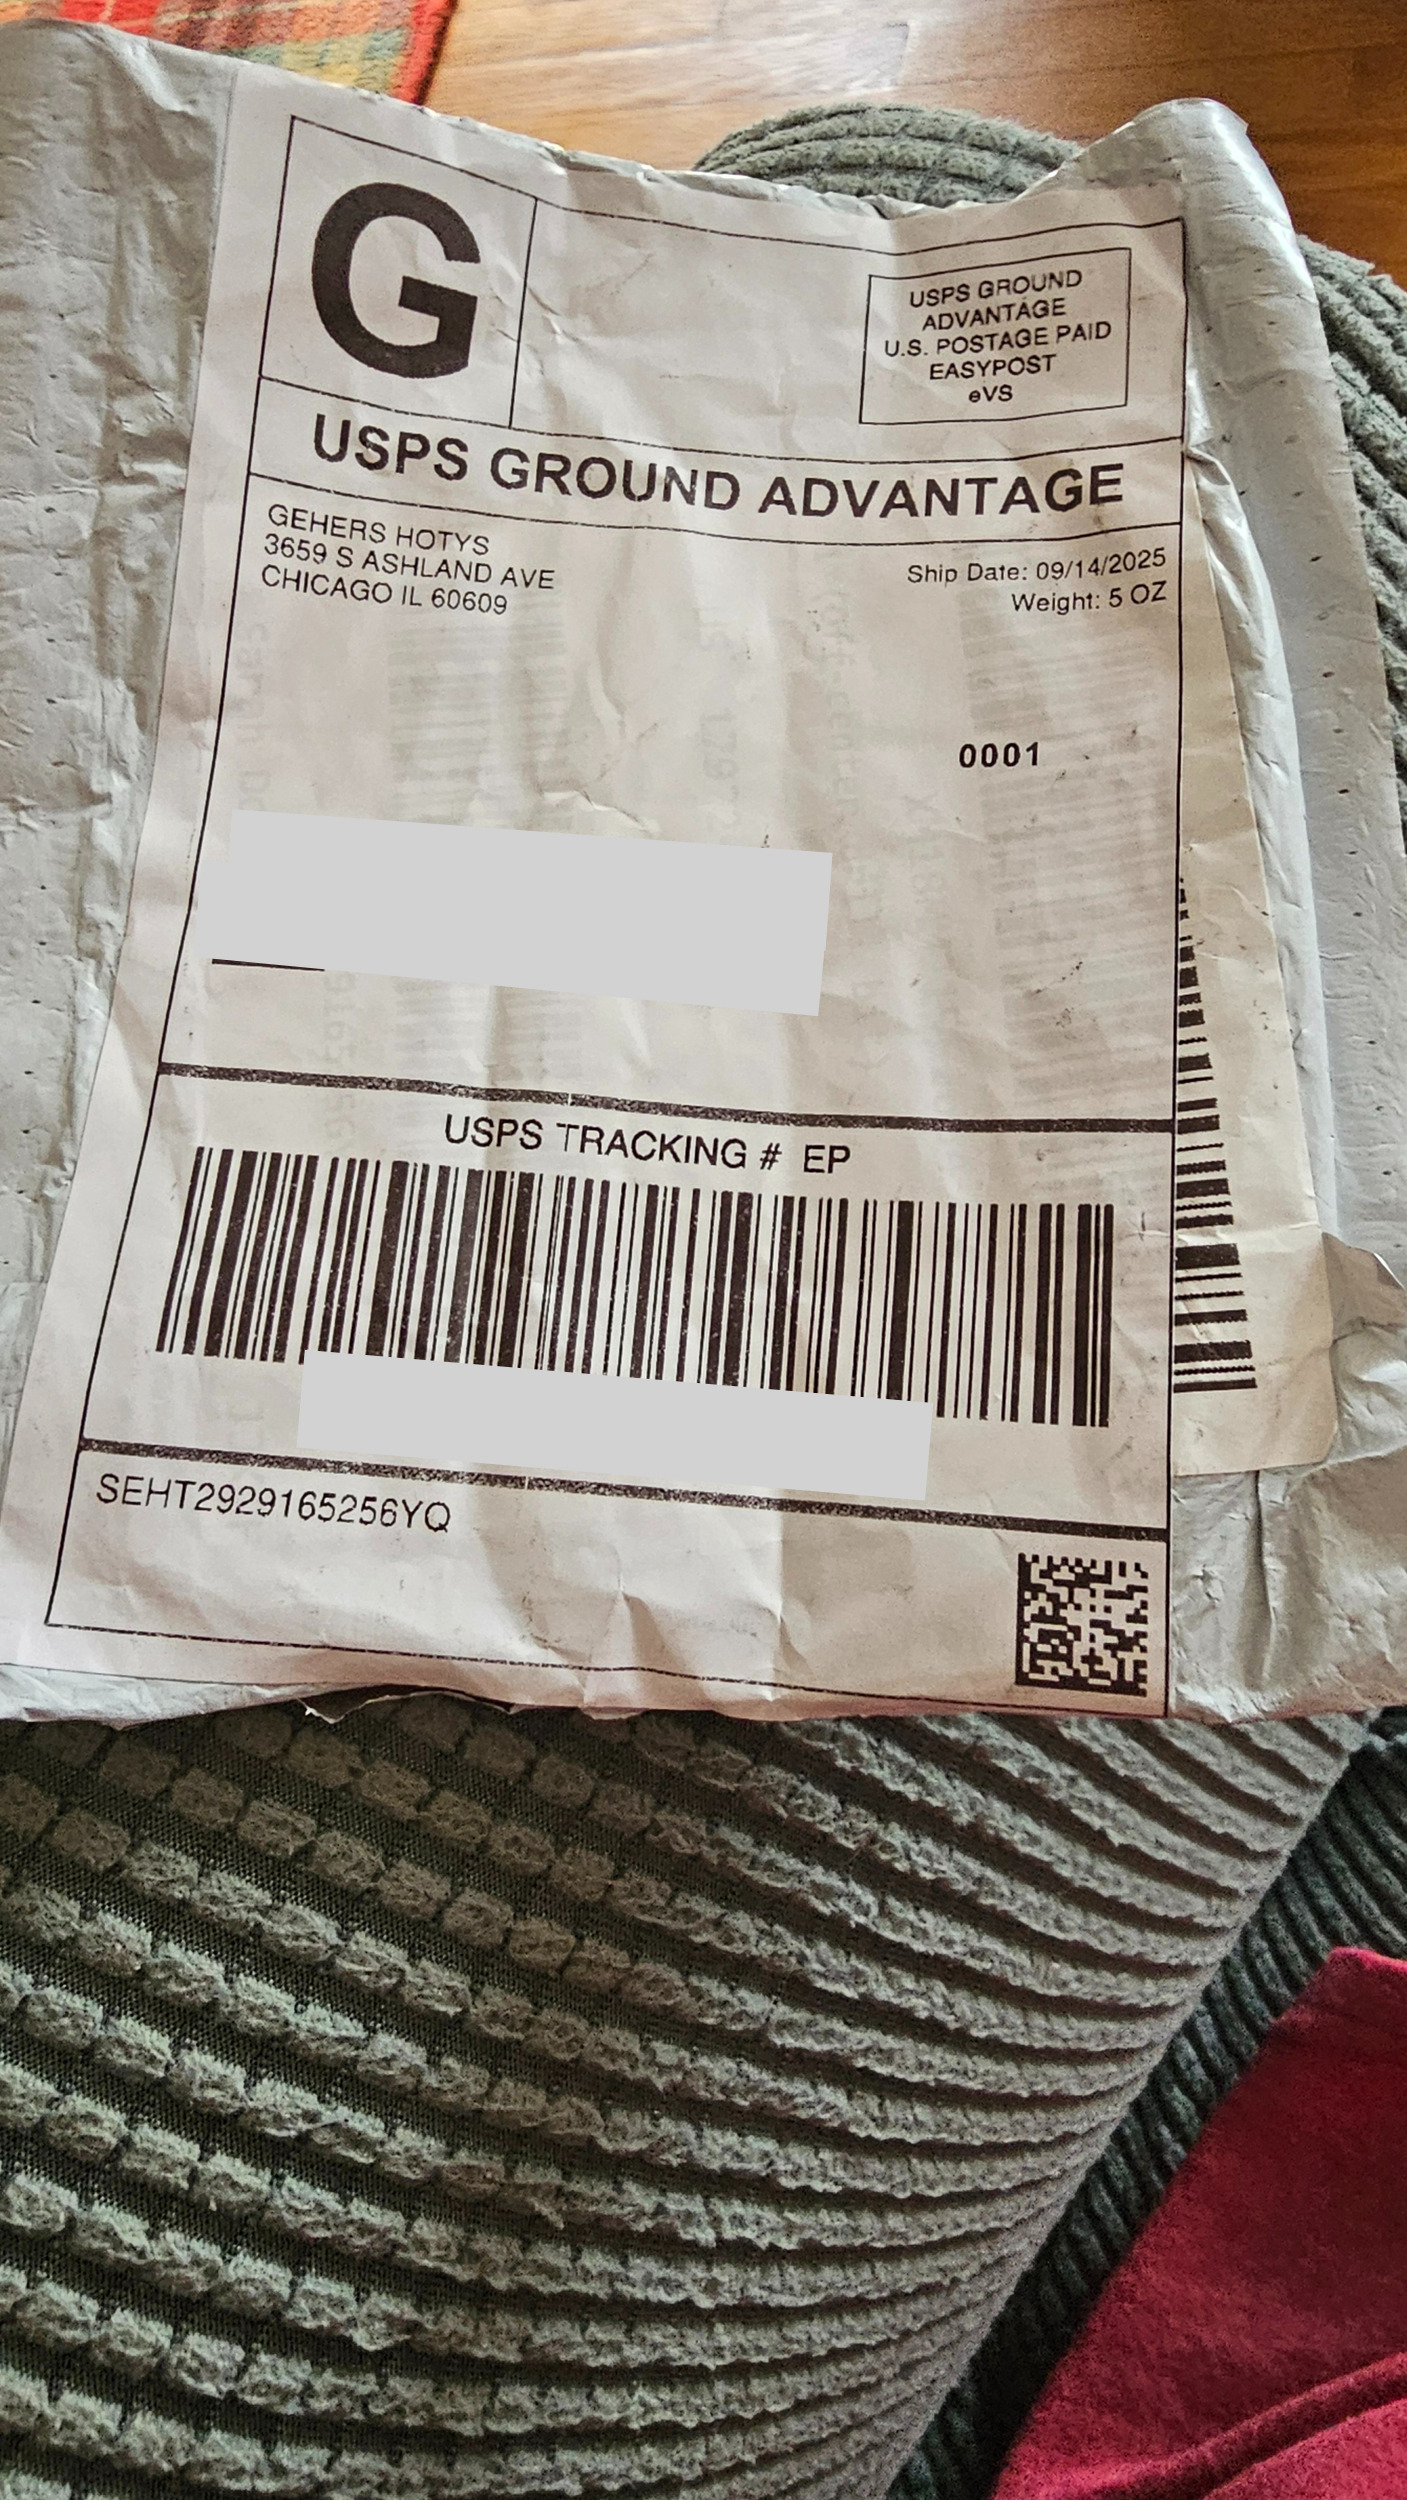 G
USPS GROUND
ADVANTAGE
U.S. POSTAGE PAID
EASYPOST
eVS
USPS GROUND ADVANTAGE
GEHERS HOTYS
3659 S ASHLAND AVE
CHICAGO IL 60609
Ship Date: 09/14/2025
Weight: 5 OZ
0001
USPS TRACKING # EP
SEHT2929165256YQ